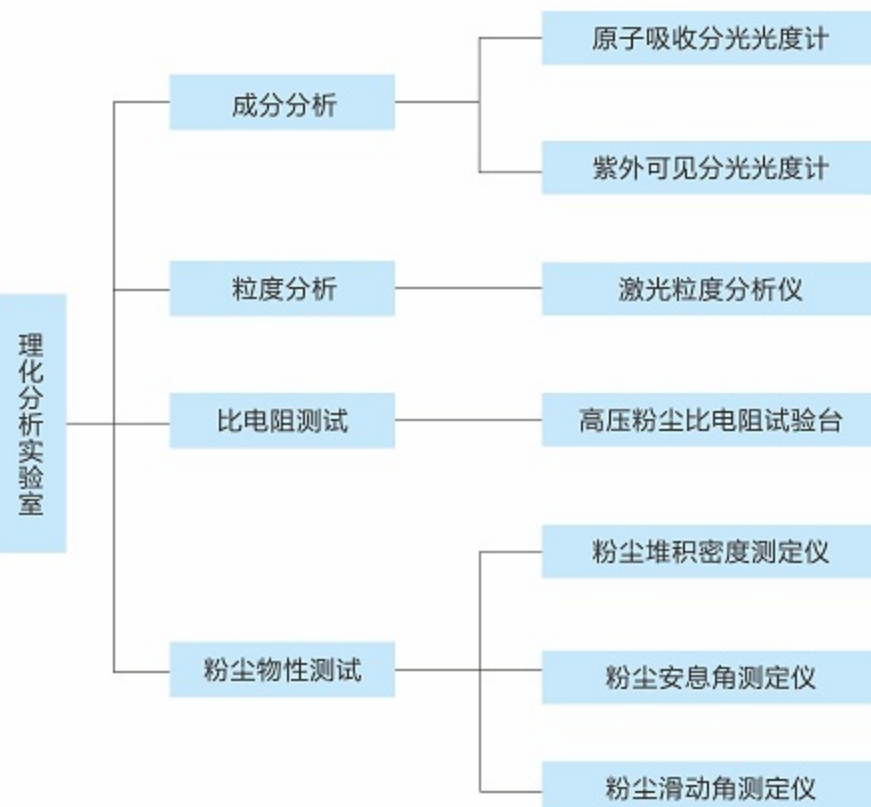 理化分析实验室
成分分析
原子吸收分光光度计
紫外可见分光光度计
粒度分析
激光粒度分析仪
比电阻测试
高压粉尘比电阻试验台
粉尘物性测试
粉尘堆积密度测定仪
粉尘安息角测定仪
粉尘滑动角测定仪